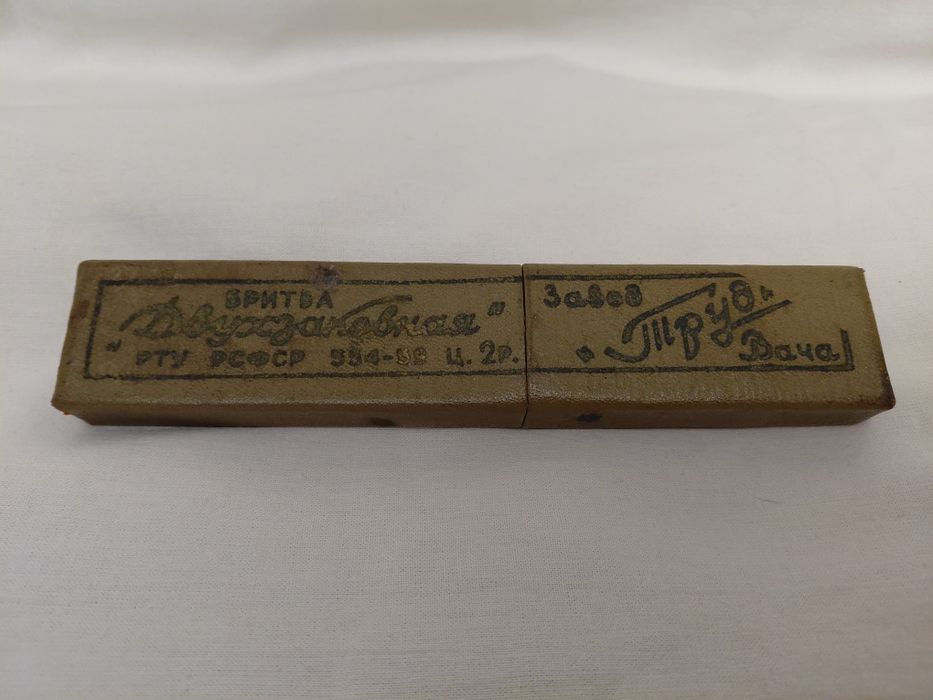 БРИТВА
"Двухзаковная"
РТУ РСФСР 554-58 Ц. 2р.
Завод
"Труд"
Вача